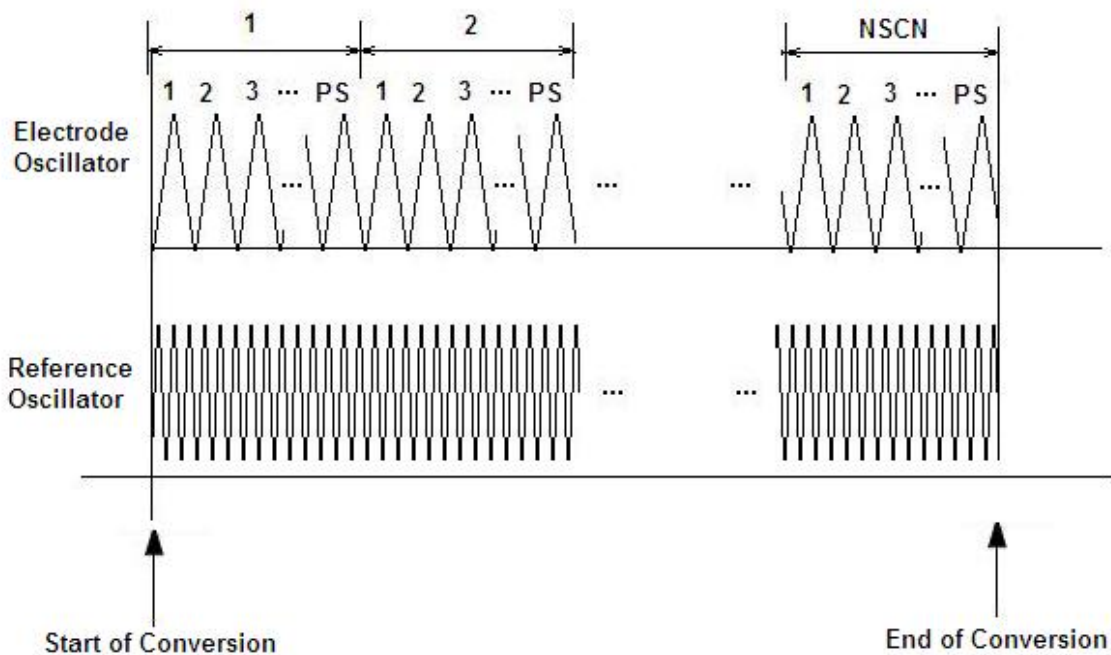 1 2 NSCN
1 2 3 ... PS 1 2 3 ... PS 1 2 3 ... PS
Electrode
Oscillator
... ... ... ... ...
Reference
Oscillator
... ...
Start of Conversion
End of Conversion